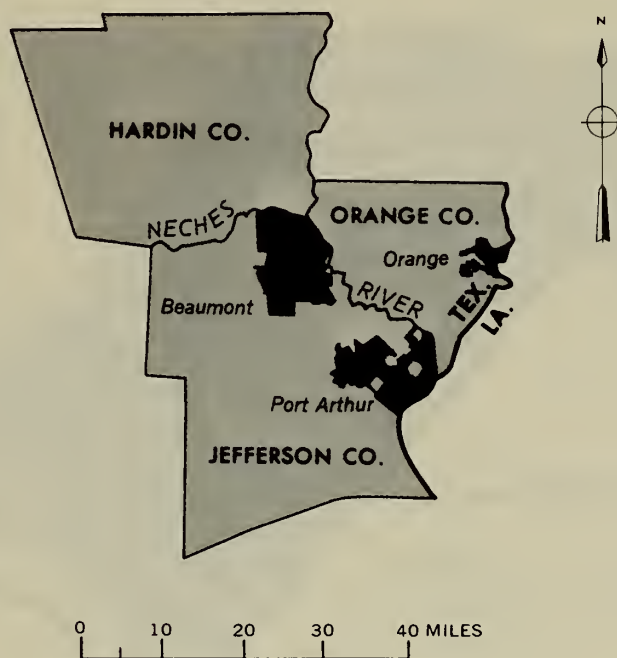 N
HARDIN CO.
NECHES
ORANGE CO.
Orange
RIVER
TEX.
LA.
Beaumont
Port Arthur
JEFFERSON CO.
0 10 20 30 40 MILES